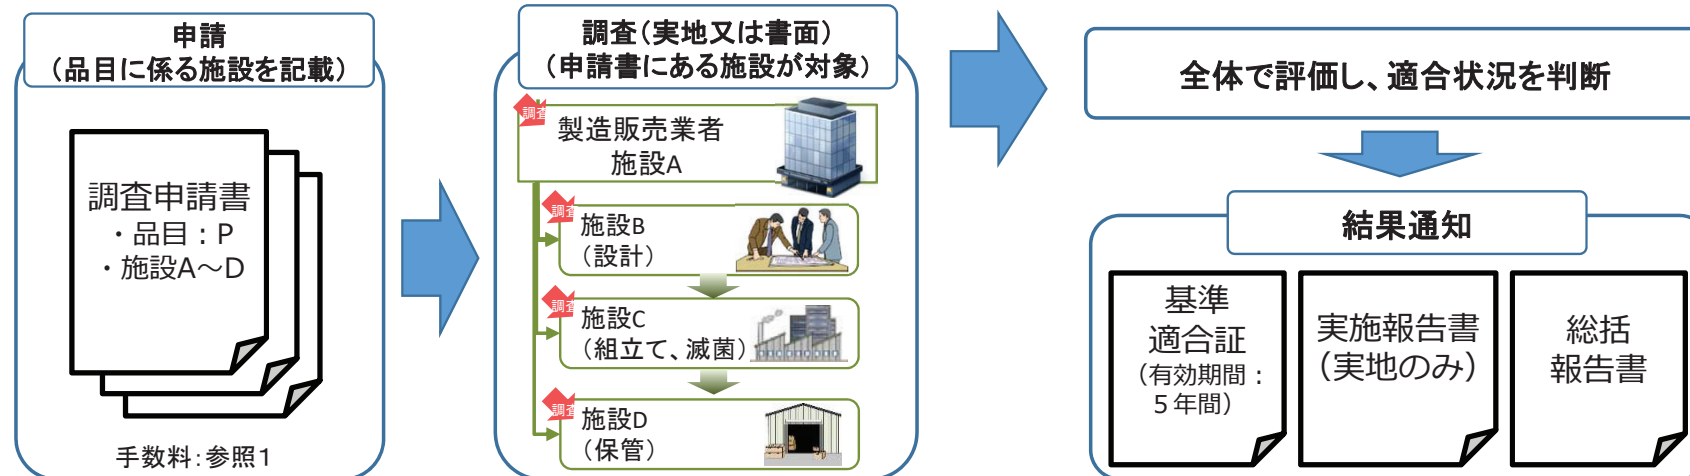 申請
（品目に係る施設を記載）
調査申請書
・品目：P
・施設A～D
手数料：参照1
調査（実地又は書面）
（申請書にある施設が対象）
調査
製造販売業者
施設A
調査
施設B
（設計）
調査
施設C
（組立て、滅菌）
調査
施設D
（保管）
全体で評価し、適合状況を判断
結果通知
基準
適合証
（有効期間：
５年間）
実施報告書
（実地のみ）
総括
報告書